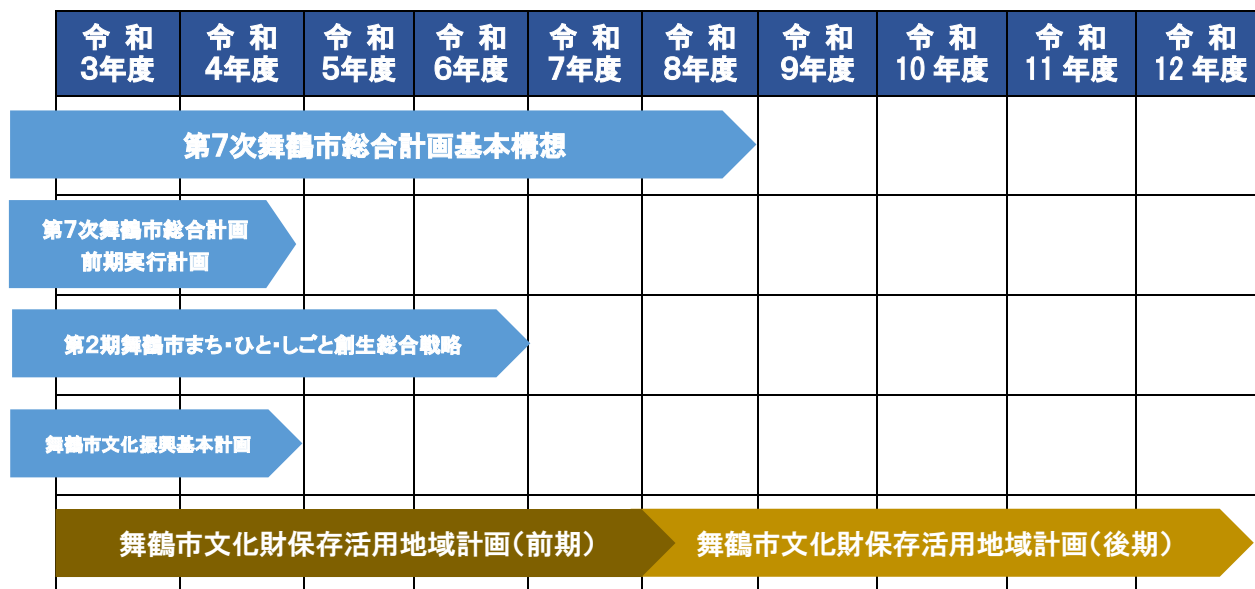 令和 令和 令和 令和 令和 令和 令和 令和 令和 令和
3年度 4年度 5年度 6年度 7年度 8年度 9年度 10年度 11年度 12年度
第7次舞鶴市総合計画基本構想
第7次舞鶴市総合計画
前期実行計画
第2期舞鶴市まち・ひと・しごと創生総合戦略
舞鶴市文化振興基本計画
舞鶴市文化財保存活用地域計画(前期) 舞鶴市文化財保存活用地域計画(後期)